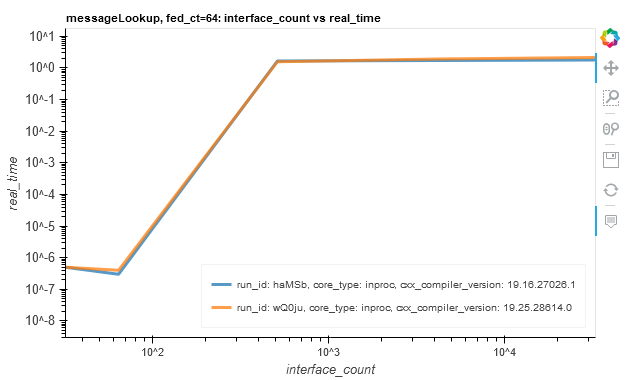 messageLookup, fed_ct=64: interface_count vs real_time
10^1
10^0
10^-1
10^-2
10^-3
10^-4
10^-5
10^-6
10^-7
10^-8
real_time
run_id: haMSb, core_type: inproc, cxx_compiler_version: 19.16.27026.1
run_id: wQ0ju, core_type: inproc, cxx_compiler_version: 19.25.28614.0
10^2
10^3
10^4
interface_count